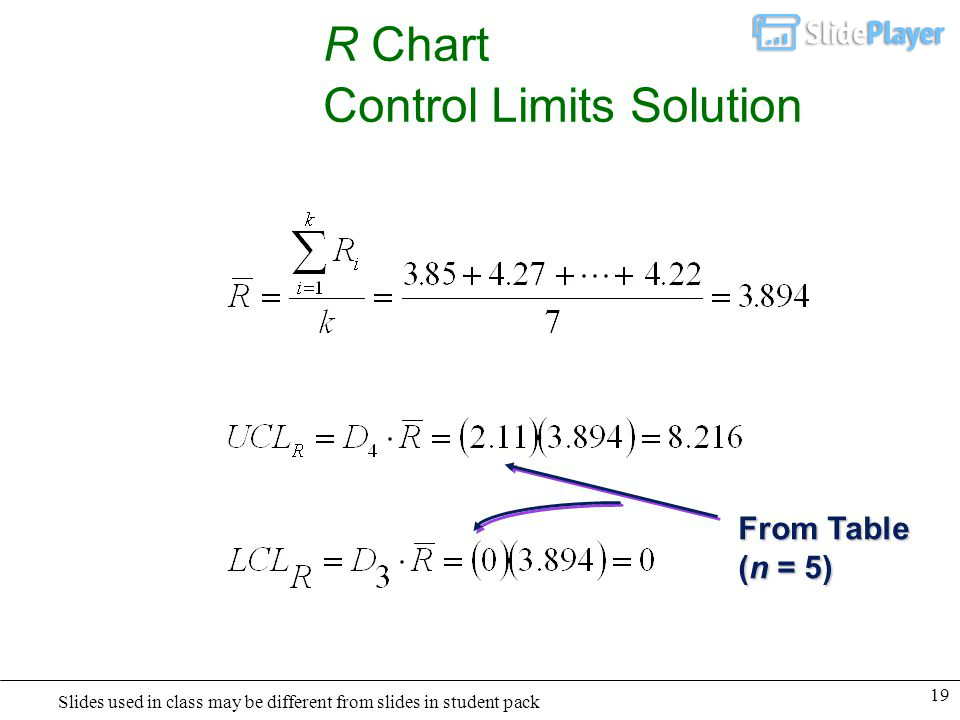 R Chart
SlidePlayer
Control Limits Solution
R̅ = (∑_{i=1}^{k} R_i)/k = (3.85 + 4.27 + ⋯ + 4.22)/7 = 3.894
UCL_R = D_4 · R̅ = (2.11)(3.894) = 8.216
From Table
(n = 5)
LCL_R = D_3 · R̅ = (0)(3.894) = 0
Slides used in class may be different from slides in student pack
19